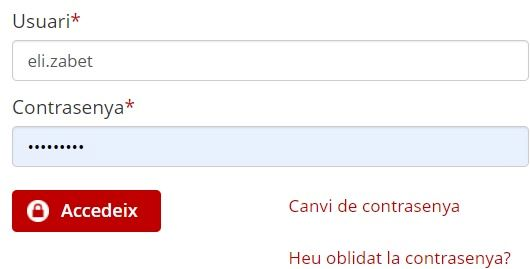 Usuari*
eli.zabet
Contrasenya*
•••••••••
Accedeix
Canvi de contrasenya
Heu oblidat la contrasenya?